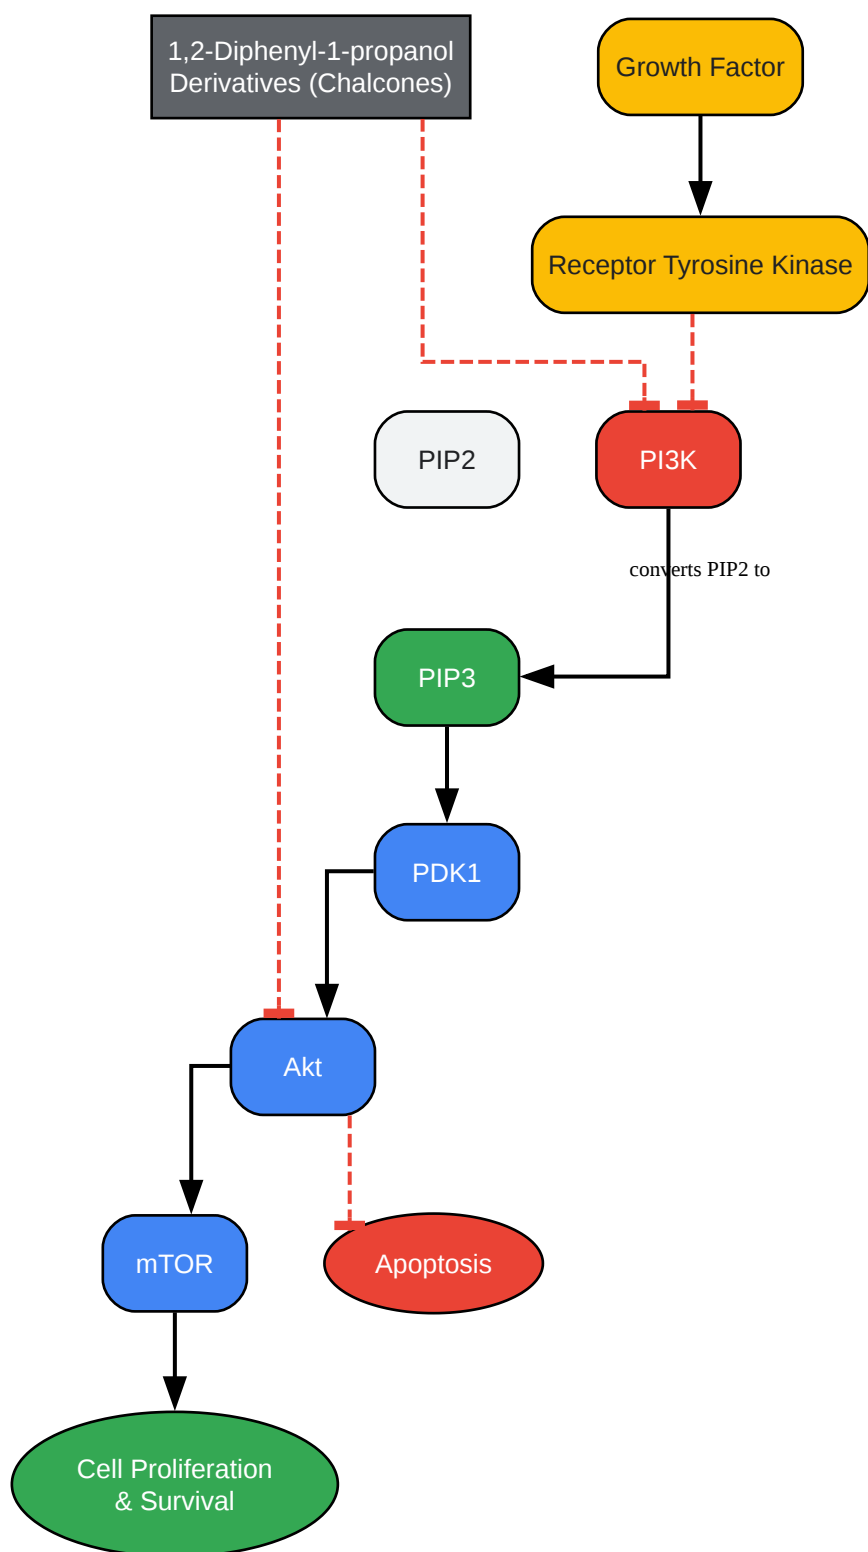 1,2-Diphenyl-1-propanol
Derivatives (Chalcones)
Growth Factor
Receptor Tyrosine Kinase
PIP2
PI3K
converts PIP2 to
PIP3
PDK1
Akt
mTOR
Apoptosis
Cell Proliferation
& Survival